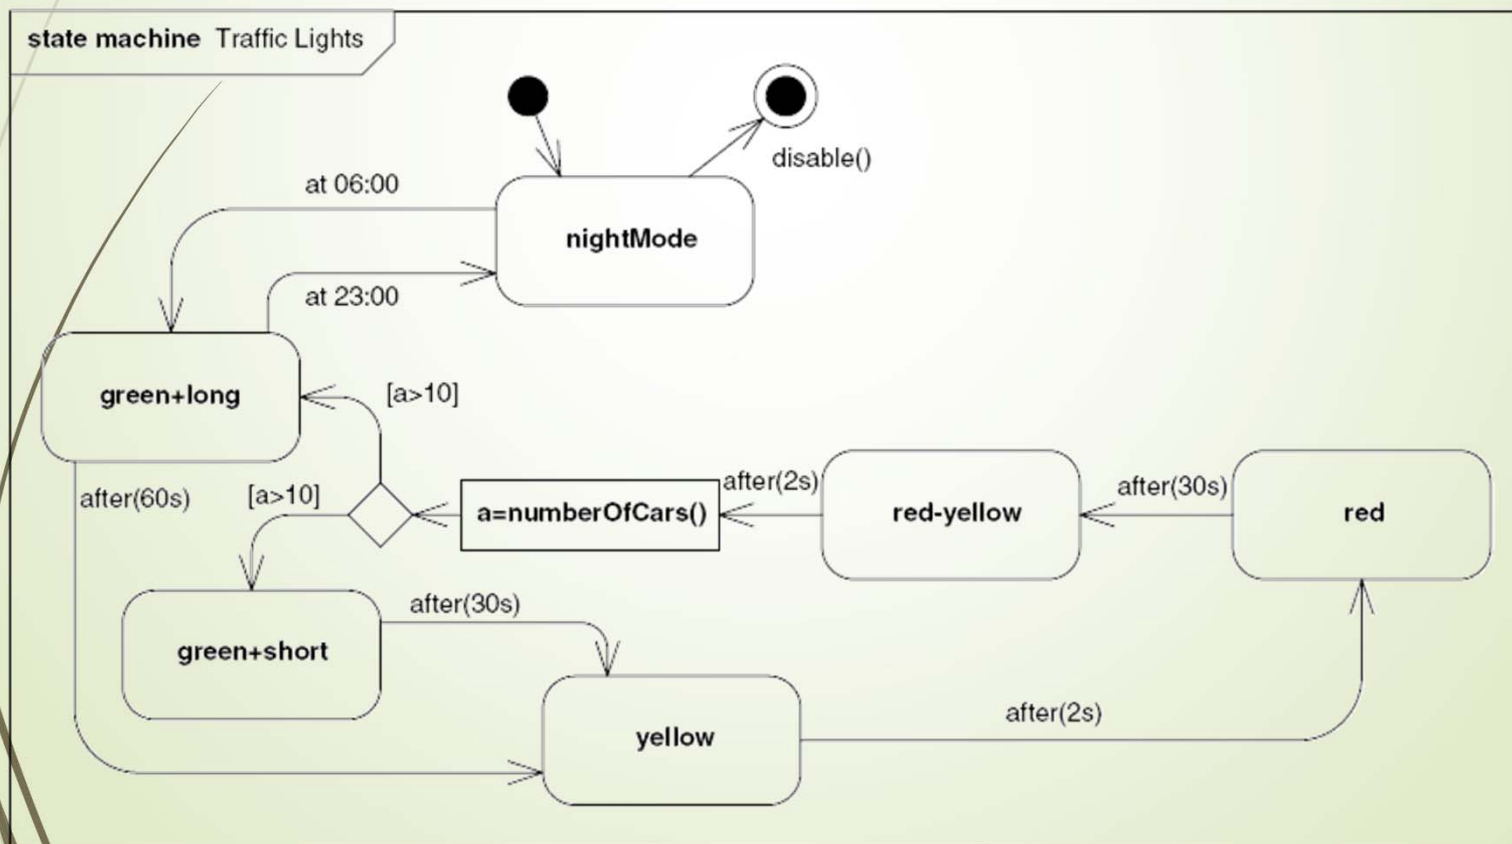 state machine Traffic Lights
disable()
at 06:00
nightMode
at 23:00
green+long
[a>10]
after(60s)
[a>10]
a=numberOfCars()
after(2s)
red-yellow
after(30s)
red
green+short
after(30s)
yellow
after(2s)